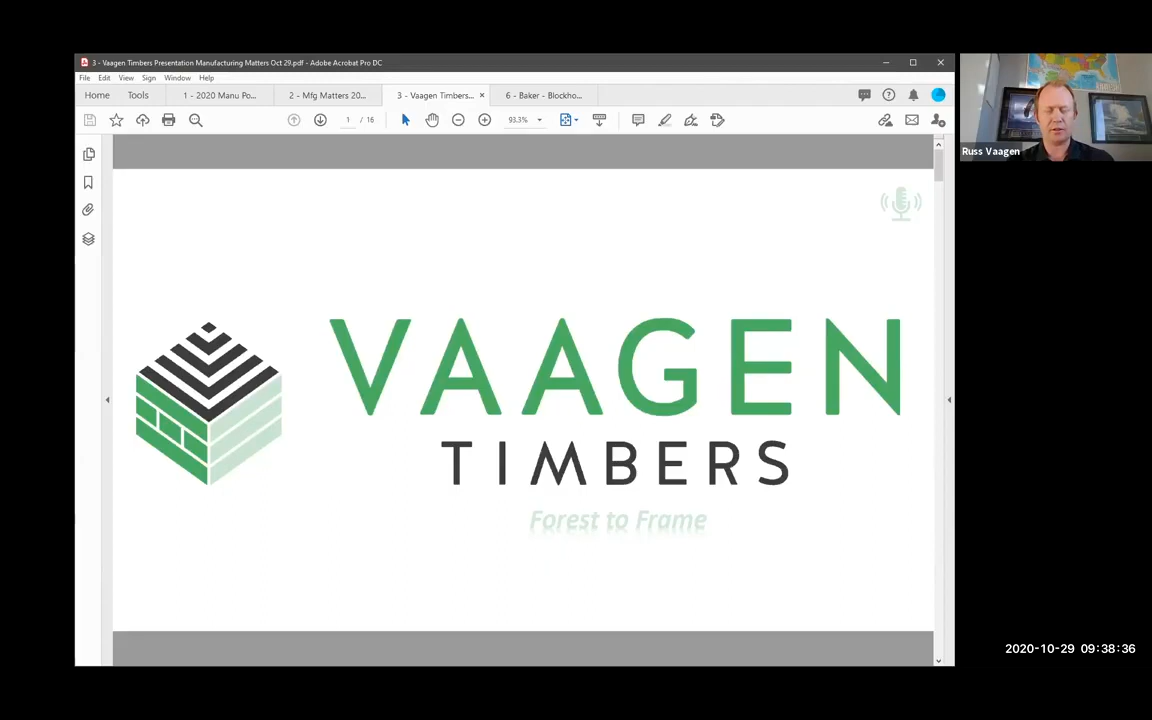 3 - Vaagen Timbers Presentation Manufacturing Matters Oct 29.pdf - Adobe Acrobat Pro DC
File Edit View Sign Window Help
Home Tools 1 - 2020 Manu Po... 2 - Mfg Matters 20... 3 - Vaagen Timbers... × 6 - Baker - Blockho...
1 / 16 93.3%
Russ Vaagen
VAAGEN
TIMBERS
Forest to Frame
2020-10-29 09:38:36